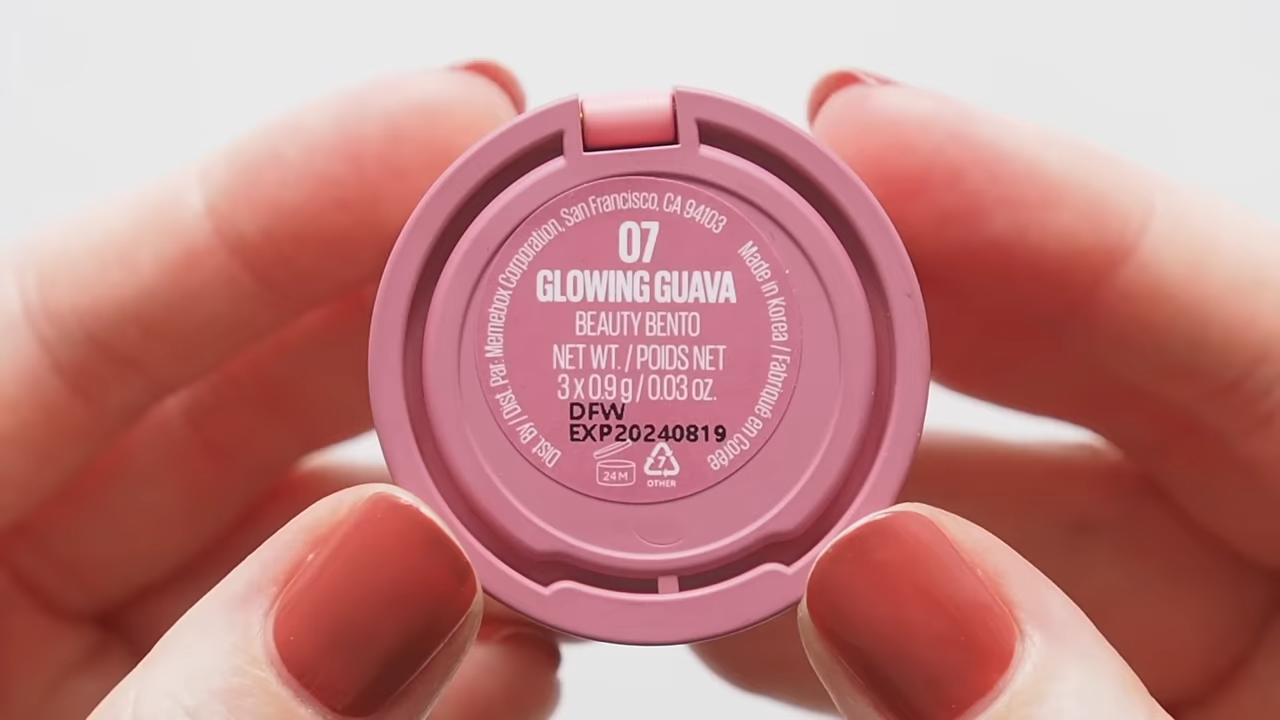 Dist. By / Dist. Par: Memebox Corporation, San Francisco, CA 94103
Made in Korea / Fabriqué en Corée
07
GLOWING GUAVA
BEAUTY BENTO
NET WT. / POIDS NET
3 x 0.9 g / 0.03 oz.
DFW
EXP20240819
24M
7
OTHER